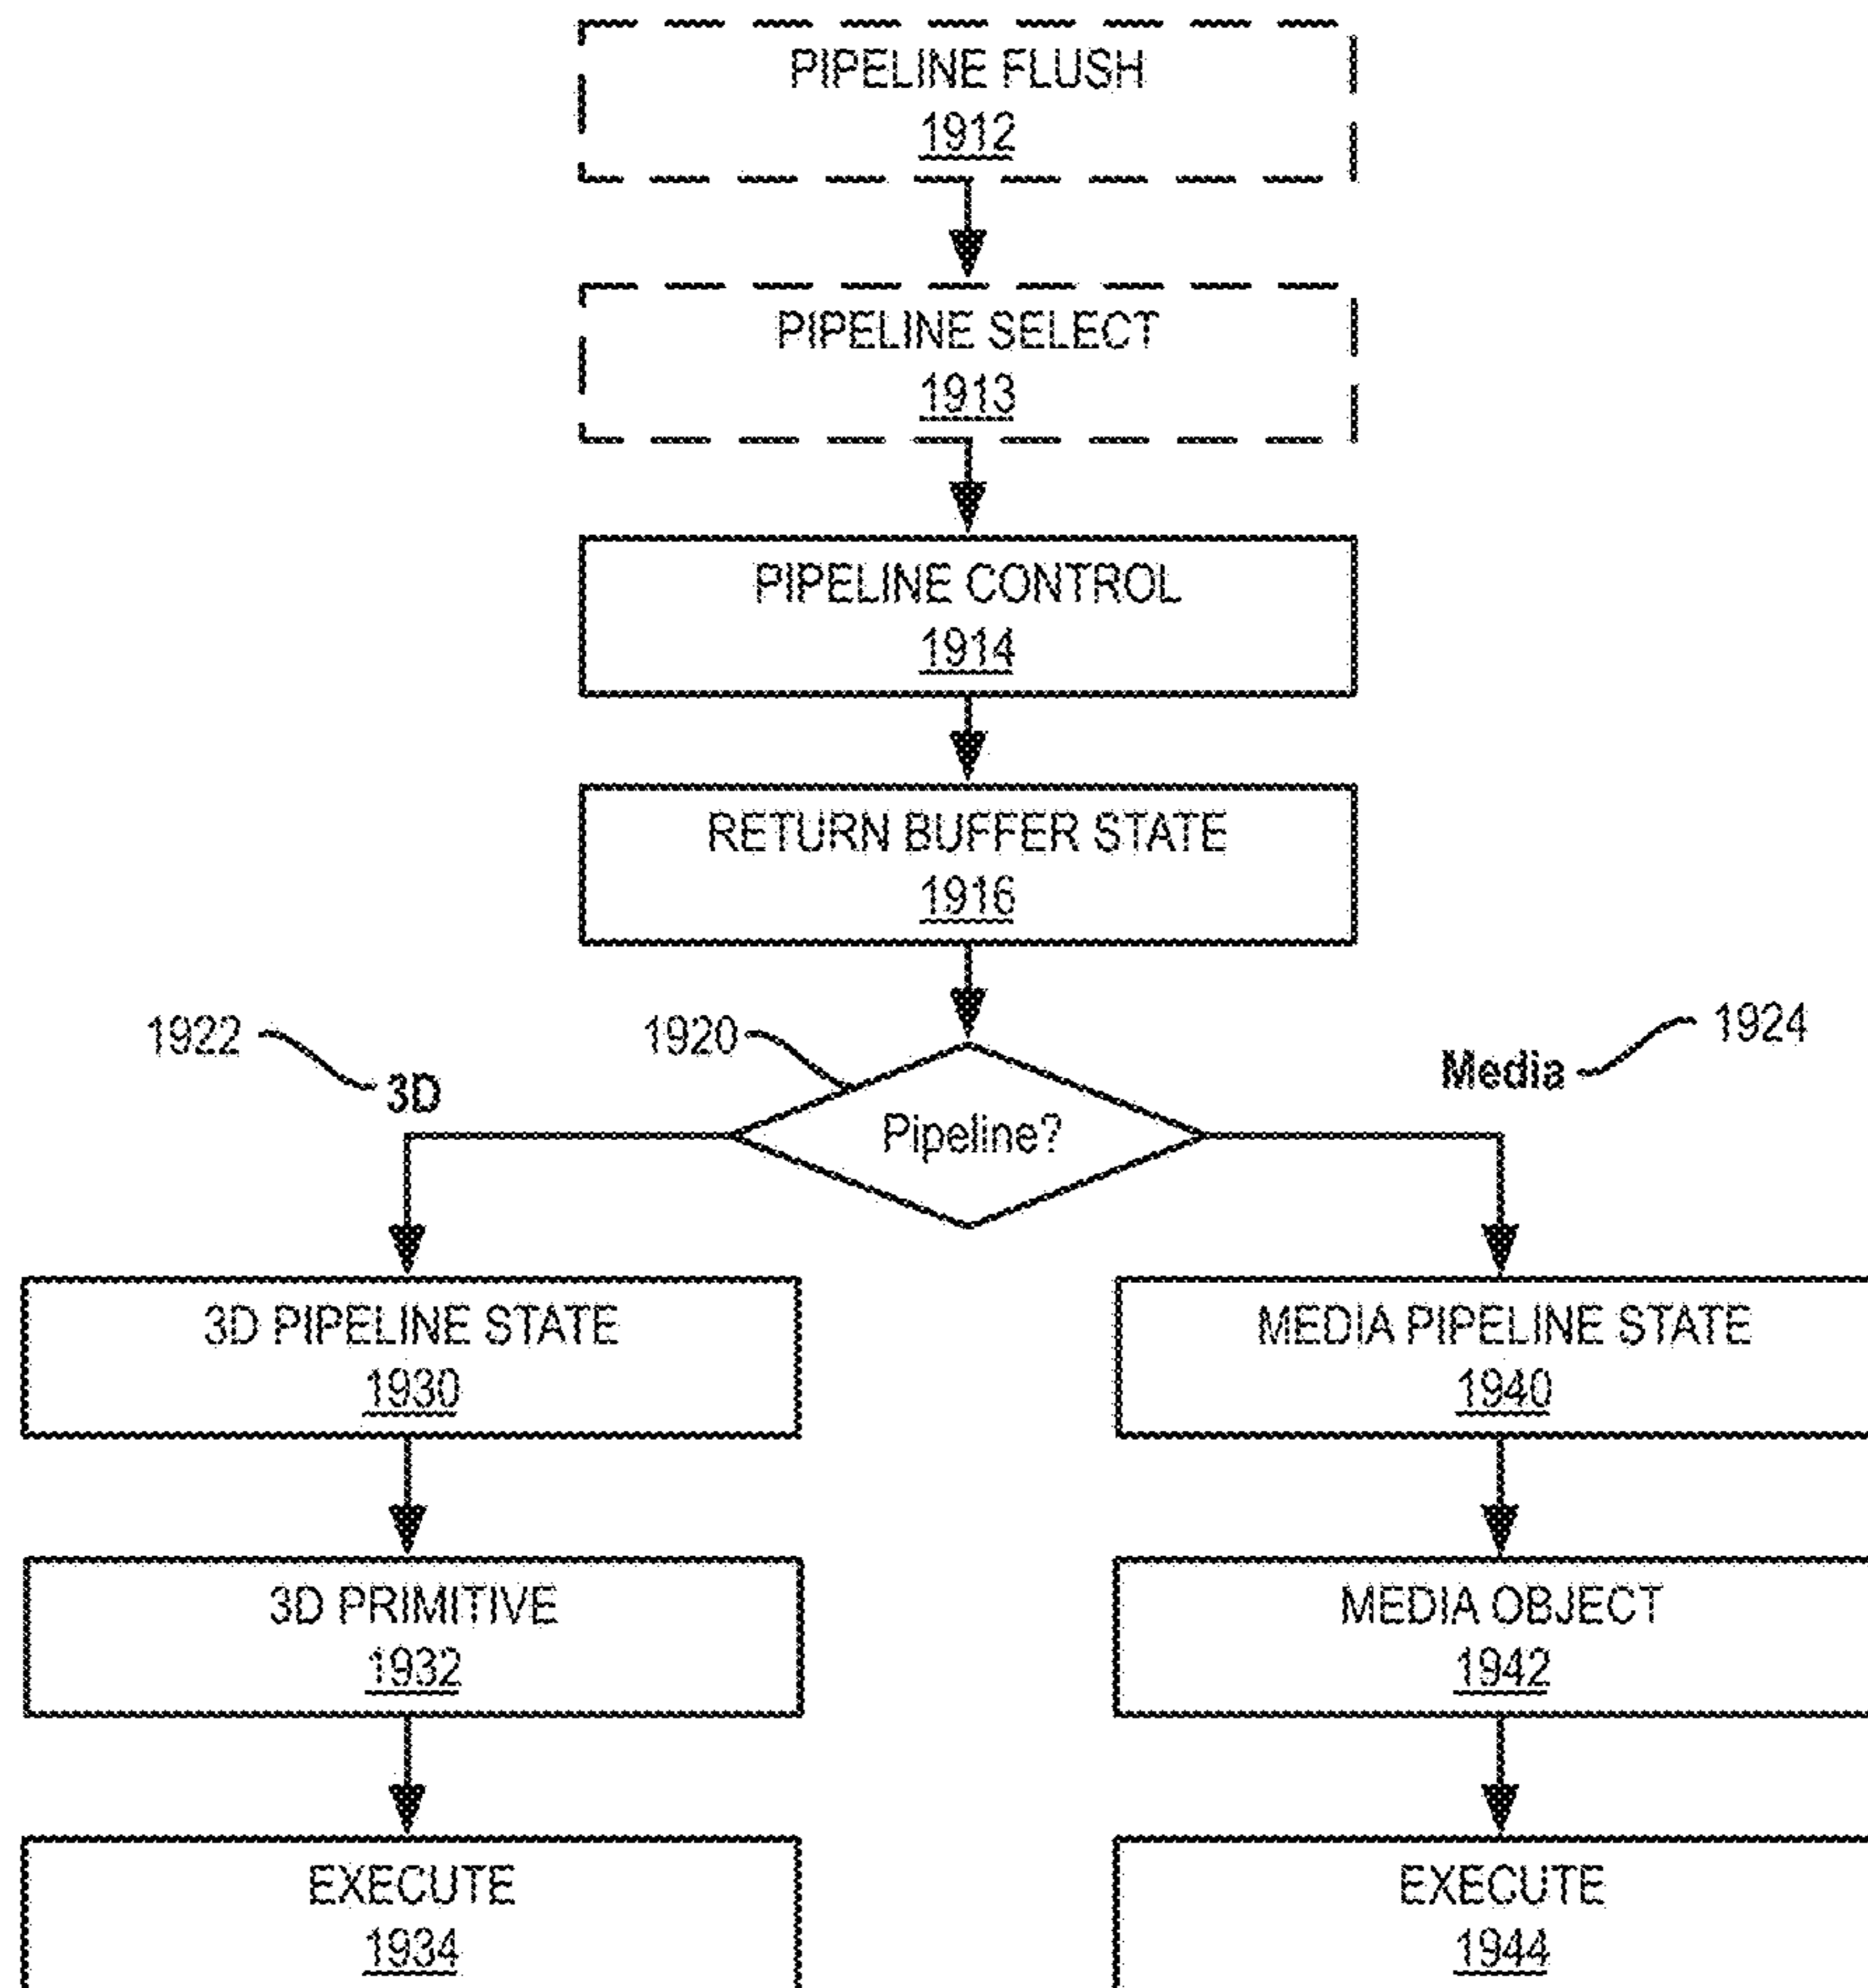 PIPELINE FLUSH
1912
PIPELINE SELECT
1913
PIPELINE CONTROL
1914
RETURN BUFFER STATE
1916
1922
3D
1920
Pipeline?
Media
1924
3D PIPELINE STATE
1930
MEDIA PIPELINE STATE
1940
3D PRIMITIVE
1932
MEDIA OBJECT
1942
EXECUTE
1934
EXECUTE
1944